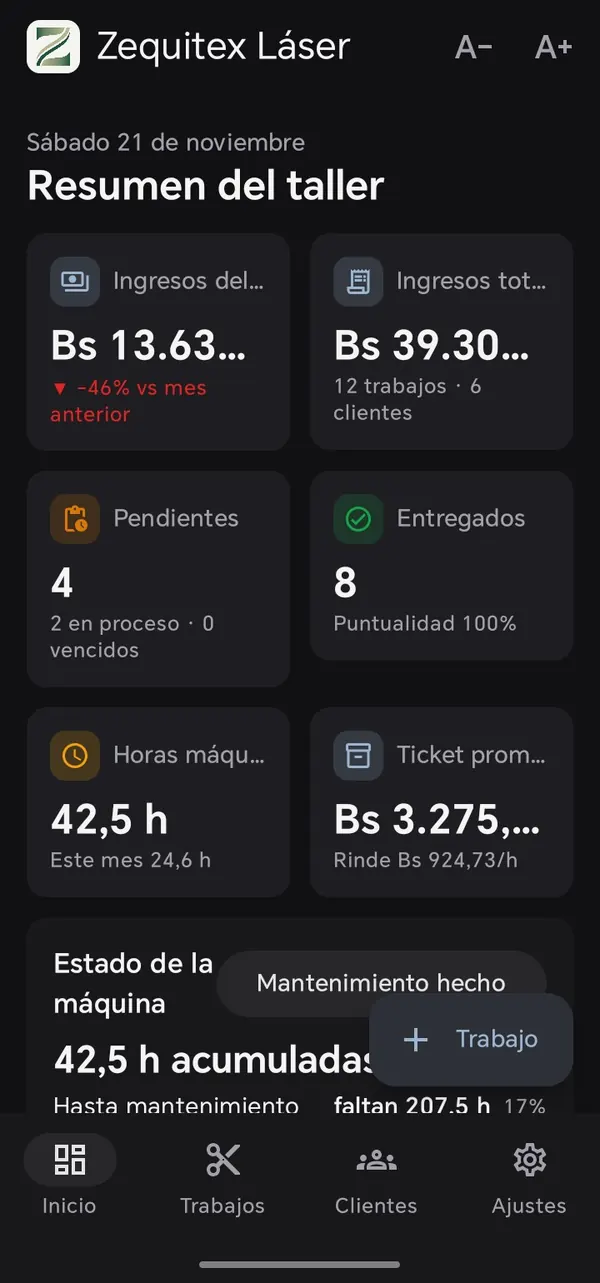 Zequitex Láser
A-
A+
Sábado 21 de noviembre
Resumen del taller
Ingresos del...
Bs 13.63...
▼ -46% vs mes
anterior
Ingresos tot...
Bs 39.30...
12 trabajos · 6
clientes
Pendientes
4
2 en proceso · 0
vencidos
Entregados
8
Puntualidad 100%
Horas máqu...
42,5 h
Este mes 24,6 h
Ticket prom...
Bs 3.275,...
Rinde Bs 924,73/h
Estado de la
máquina
Mantenimiento hecho
42,5 h acumuladas
+ Trabajo
Hasta mantenimiento
faltan 207,5 h
17%
Inicio
Trabajos
Clientes
Ajustes